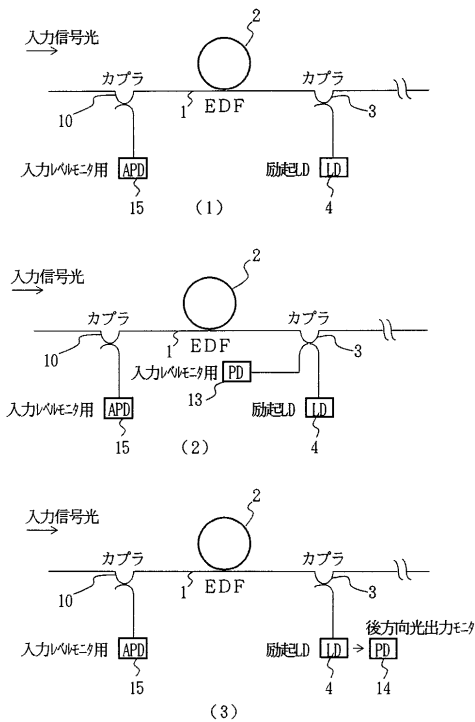 入力信号光
2
カプラ
カプラ
10
1
EDF
3
入力レベルモニタ用
APD
励起LD
LD
15
(1)
4
入力信号光
2
カプラ
カプラ
10
1
EDF
3
入力レベルモニタ用
PD
13
入力レベルモニタ用
APD
励起LD
LD
15
(2)
4
入力信号光
2
カプラ
カプラ
10
1
EDF
3
後方向光出力モニタ
入力レベルモニタ用
APD
励起LD
LD
PD
15
4
14
(3)